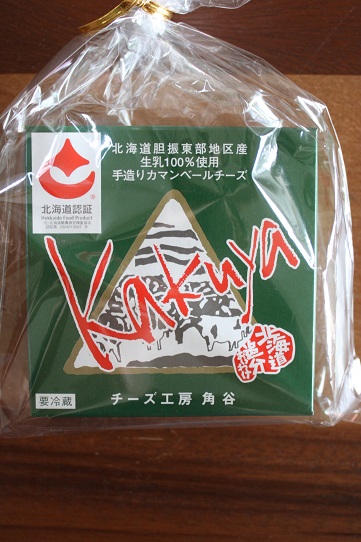 北海道胆振東部地区産
生乳100%使用
手造りカマンベールチーズ
北海道認証
Hokkaido Food Product
Kakuya
北海道
追分
要冷蔵
チーズ工房 角谷